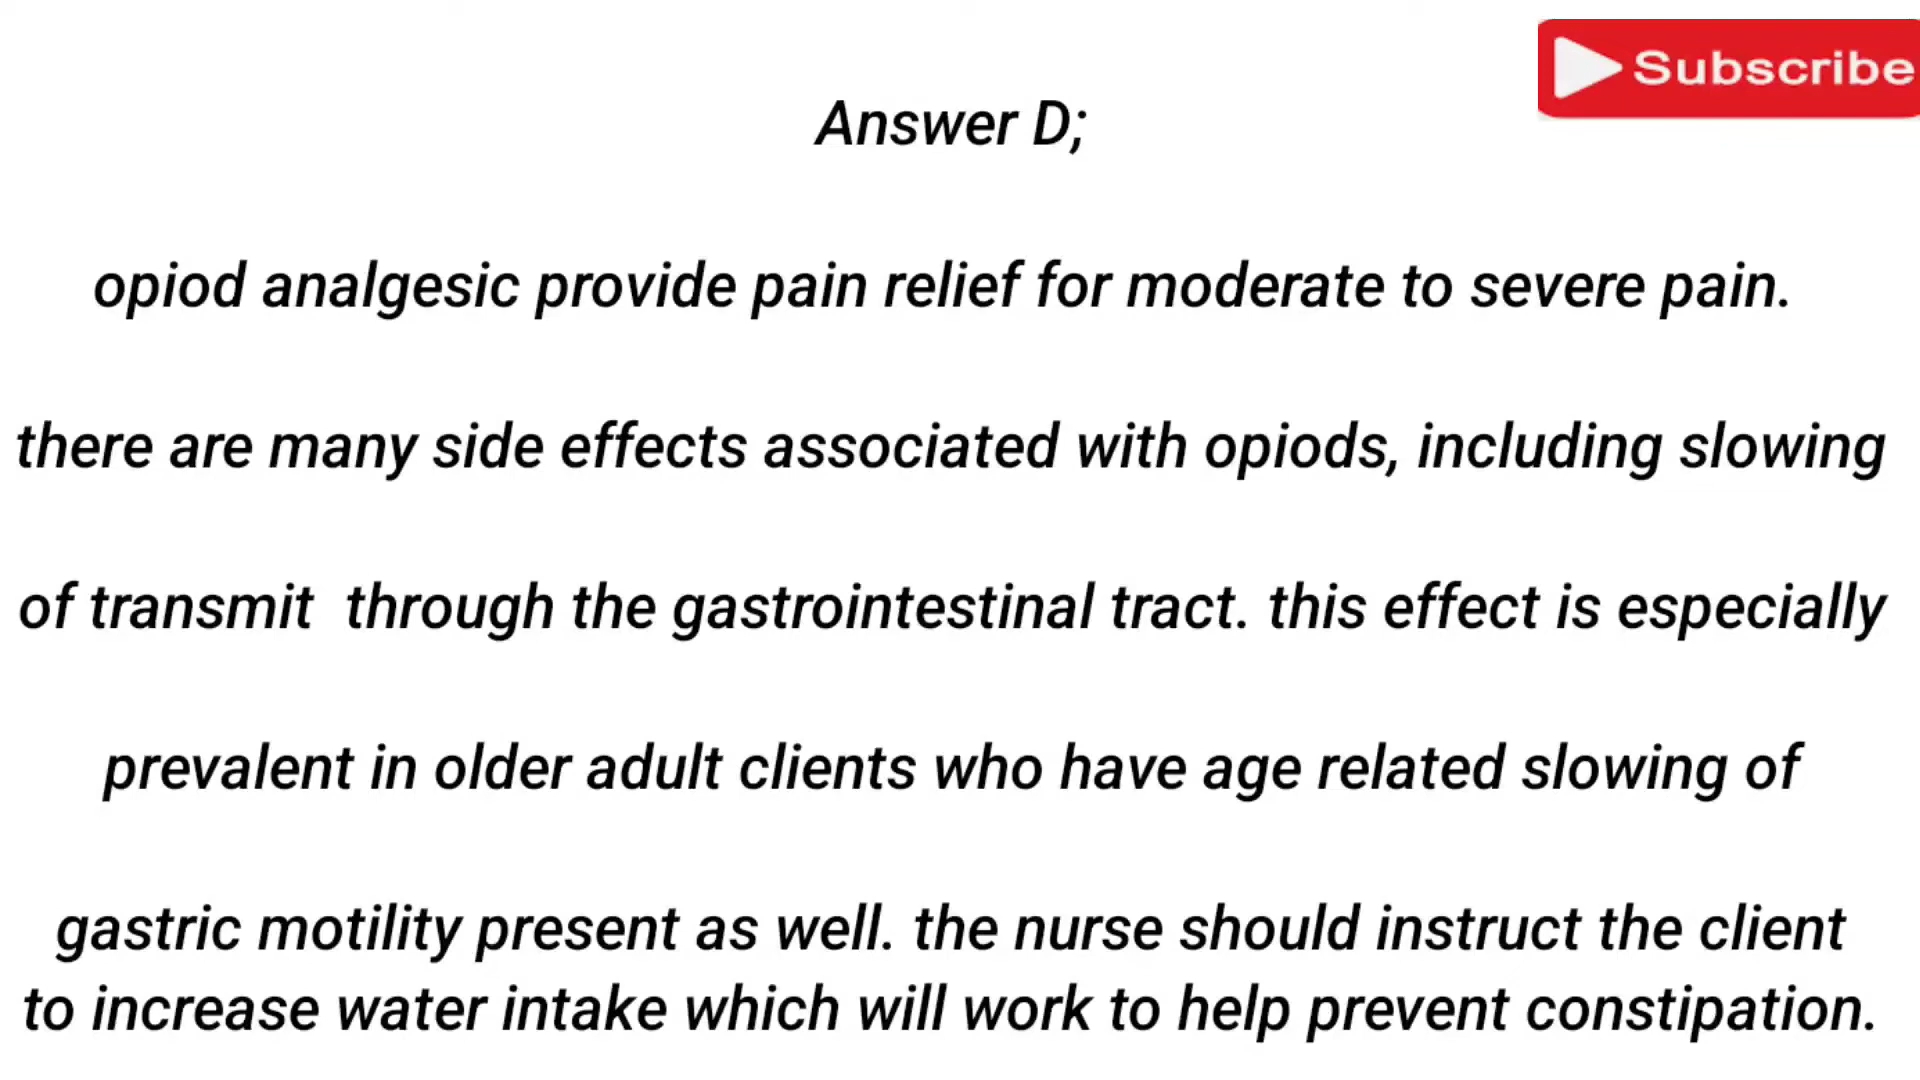 Subscribe
Answer D;
opiod analgesic provide pain relief for moderate to severe pain.
there are many side effects associated with opiods, including slowing
of transmit  through the gastrointestinal tract. this effect is especially
prevalent in older adult clients who have age related slowing of
gastric motility present as well. the nurse should instruct the client
to increase water intake which will work to help prevent constipation.